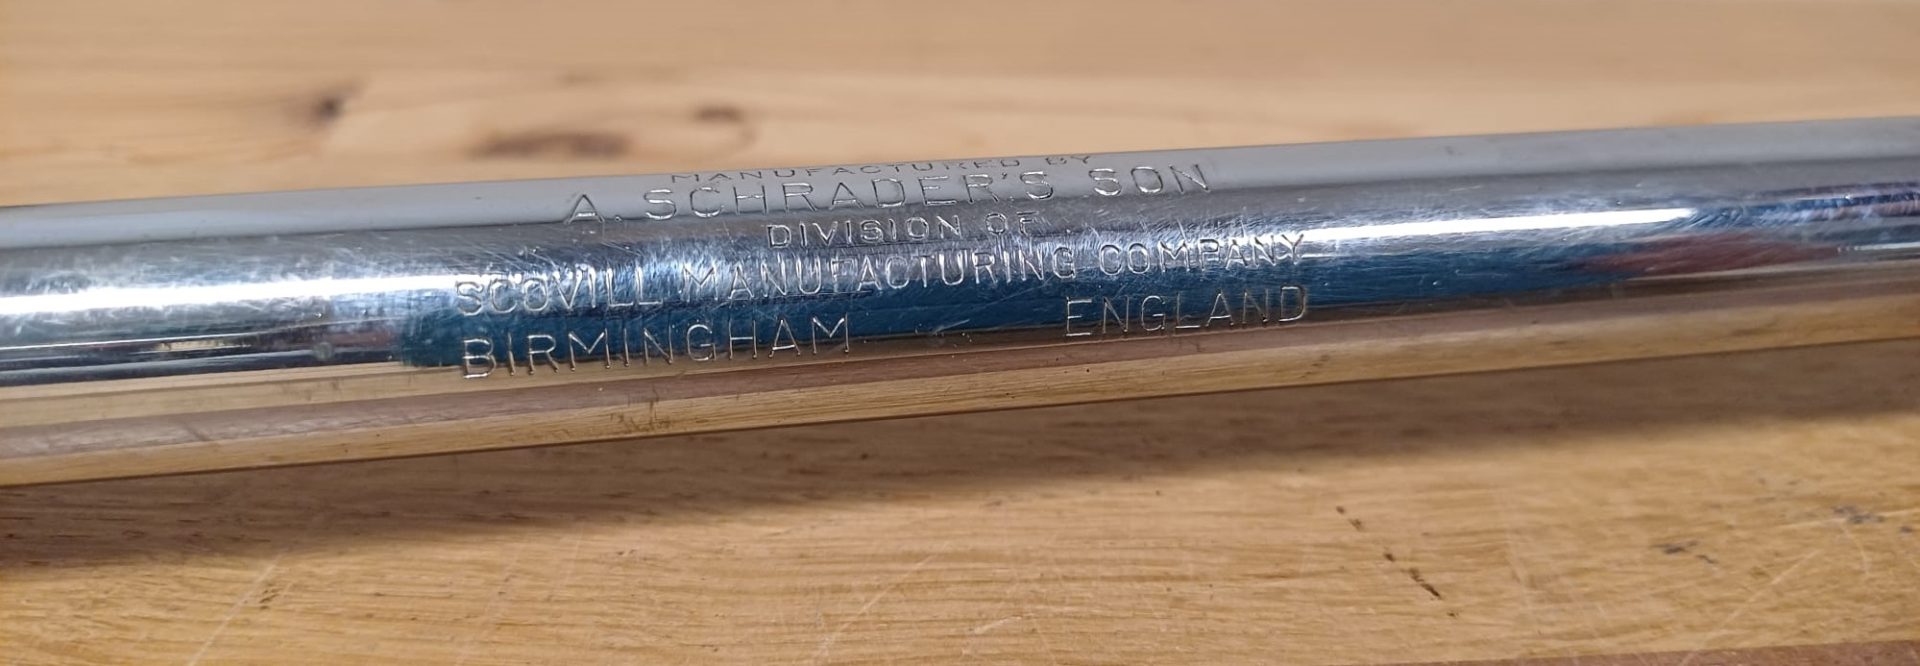 MANUFACTURED BY
A. SCHRADER'S SON
DIVISION OF
SCOVILL MANUFACTURING COMPANY
BIRMINGHAM ENGLAND